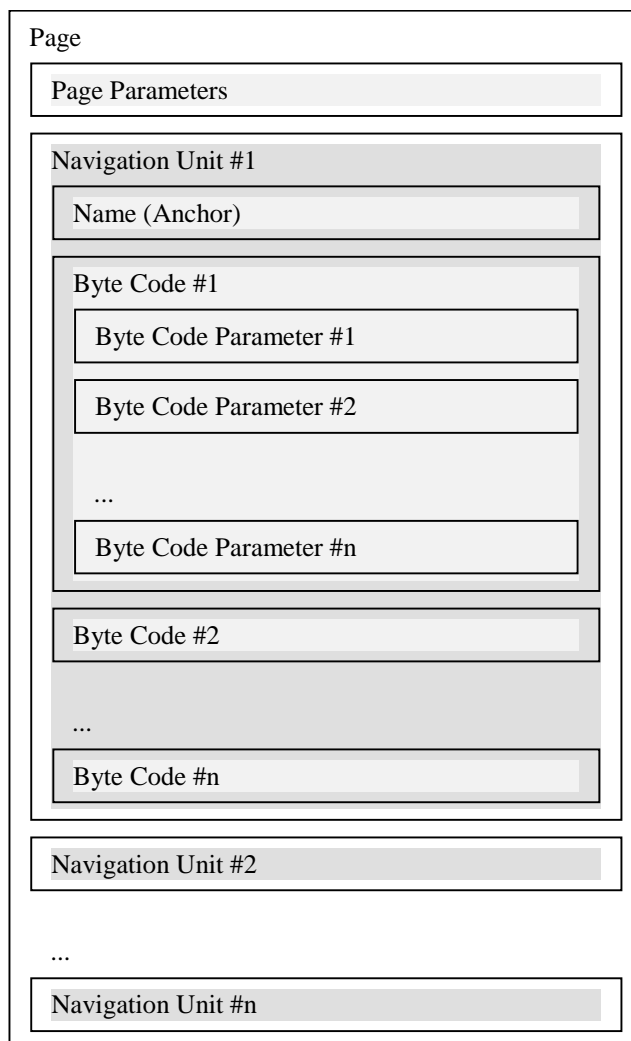 Page
Page Parameters
Navigation Unit #1
Name (Anchor)
Byte Code #1
Byte Code Parameter #1
Byte Code Parameter #2
...
Byte Code Parameter #n
Byte Code #2
...
Byte Code #n
Navigation Unit #2
...
Navigation Unit #n